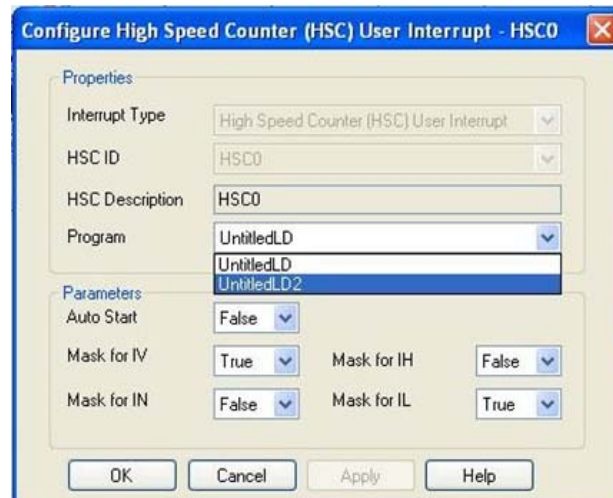 Configure High Speed Counter (HSC) User Interrupt - HSC0
Properties
Interrupt Type High Speed Counter (HSC) User Interrupt
HSC ID HSC0
HSC Description HSC0
Program UntitledLD
UntitledLD
UntitledLD2
Parameters
Auto Start False
Mask for IV True Mask for IH False
Mask for IN False Mask for IL True
OK Cancel Apply Help